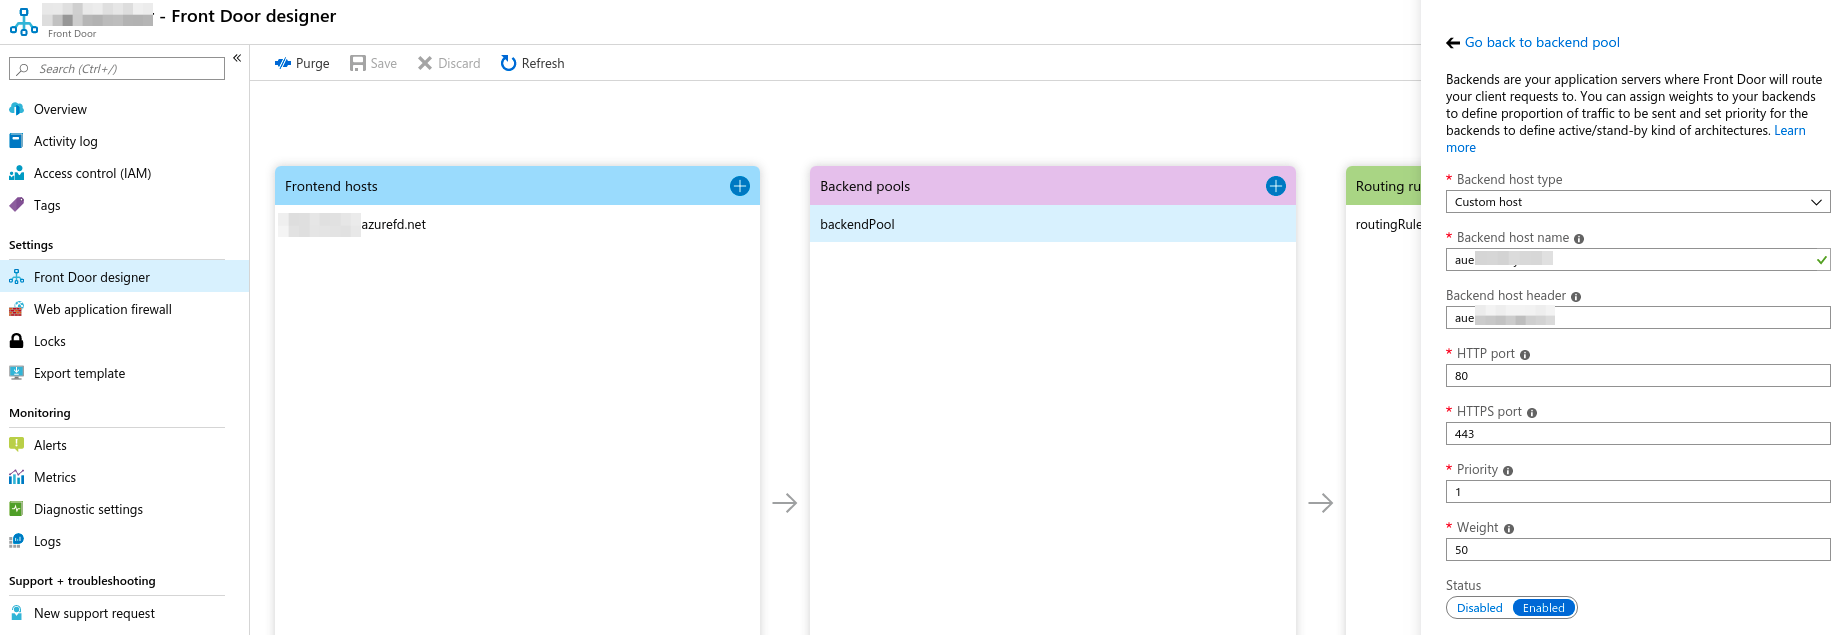 - Front Door designer
Front Door
Search (Ctrl+/)
Overview
Activity log
Access control (IAM)
Tags
Settings
Front Door designer
Web application firewall
Locks
Export template
Monitoring
Alerts
Metrics
Diagnostic settings
Logs
Support + troubleshooting
New support request
Purge
Save
Discard
Refresh
Frontend hosts
azurefd.net
Backend pools
backendPool
Routing ru
routingRule
Go back to backend pool
Backends are your application servers where Front Door will route
your client requests to. You can assign weights to your backends
to define proportion of traffic to be sent and set priority for the
backends to define active/stand-by kind of architectures. Learn
more
* Backend host type
Custom host
* Backend host name
aue
Backend host header
aue
* HTTP port
80
* HTTPS port
443
* Priority
1
* Weight
50
Status
Disabled Enabled